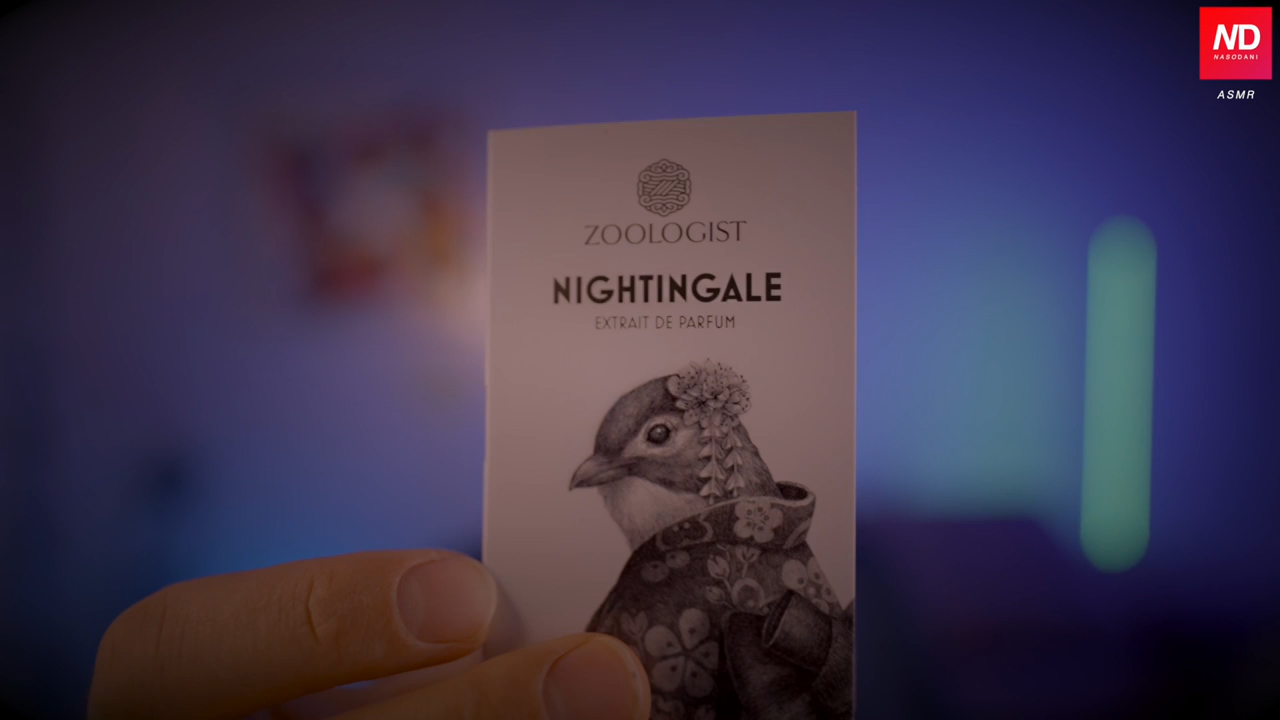 ND
NASODANI
ASMR
ZOOLOGIST
NIGHTINGALE
EXTRAIT DE PARFUM